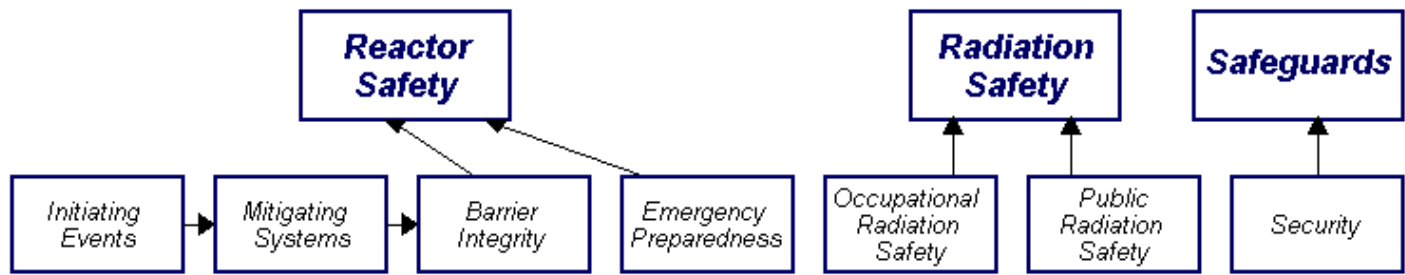 Reactor
Safety
Radiation
Safety
Safeguards
Initiating
Events
Mitigating
Systems
Barrier
Integrity
Emergency
Preparedness
Occupational
Radiation
Safety
Public
Radiation
Safety
Security